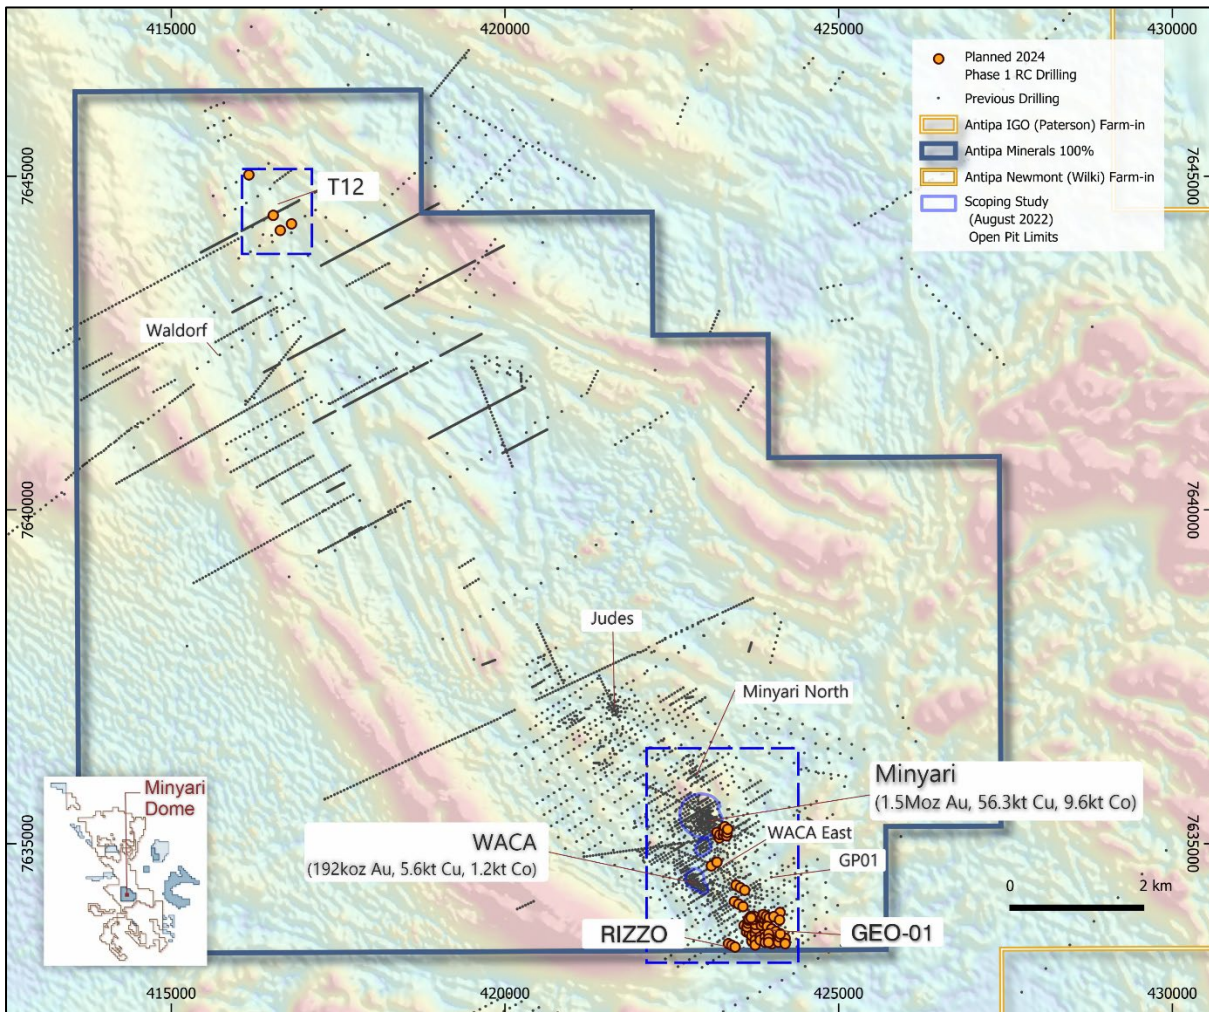 415000
420000
425000
430000
Planned 2024
Phase 1 RC Drilling
Previous Drilling
Antipa IGO (Paterson) Farm-in
Antipa Minerals 100%
Antipa Newmont (Wilki) Farm-in
Scoping Study
(August 2022)
Open Pit Limits
7645000
7645000
T12
Waldorf
7640000
7640000
Judes
Minyari North
Minyari
(1.5Moz Au, 56.3kt Cu, 9.6kt Co)
Minyari
Dome
WACA
(192koz Au, 5.6kt Cu, 1.2kt Co)
WACA East
GP01
7635000
7635000
0 2 km
RIZZO
GEO-01
415000
420000
425000
430000